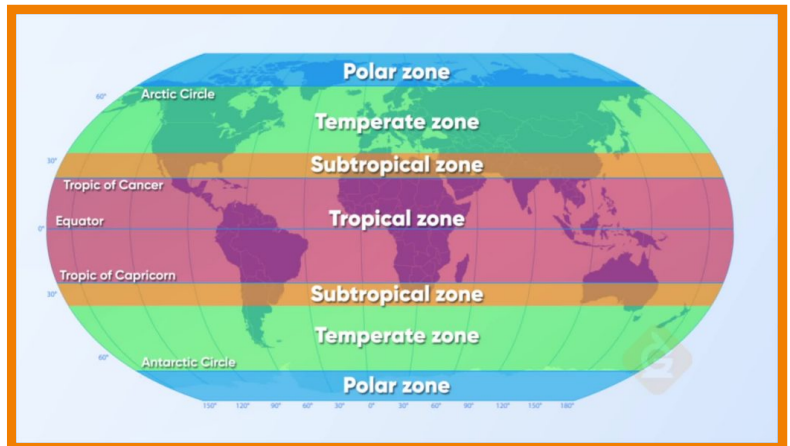 Polar zone
60°
Arctic Circle
Temperate zone
30°
Subtropical zone
Tropic of Cancer
Tropical zone
Equator
0°
Tropic of Capricorn
30°
Subtropical zone
Temperate zone
60°
Antarctic Circle
Polar zone
150° 120° 90° 60° 30° 0° 30° 60° 90° 120° 150° 180°